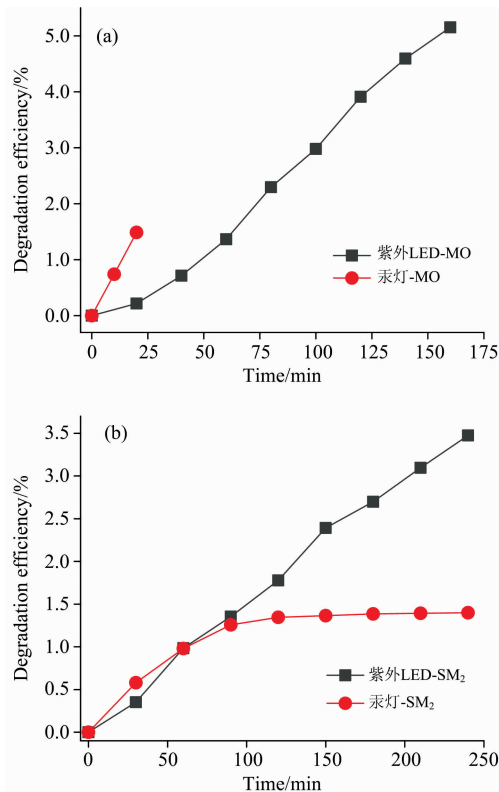 (a)
5.0
4.0
3.0
2.0
1.0
0.0
Degradation efficiency/%
紫外LED-MO
汞灯-MO
0 25 50 75 100 125 150 175
Time/min
(b)
3.5
3.0
2.5
2.0
1.5
1.0
0.5
0.0
Degradation efficiency/%
紫外LED-SM₂
汞灯-SM₂
0 50 100 150 200 250
Time/min